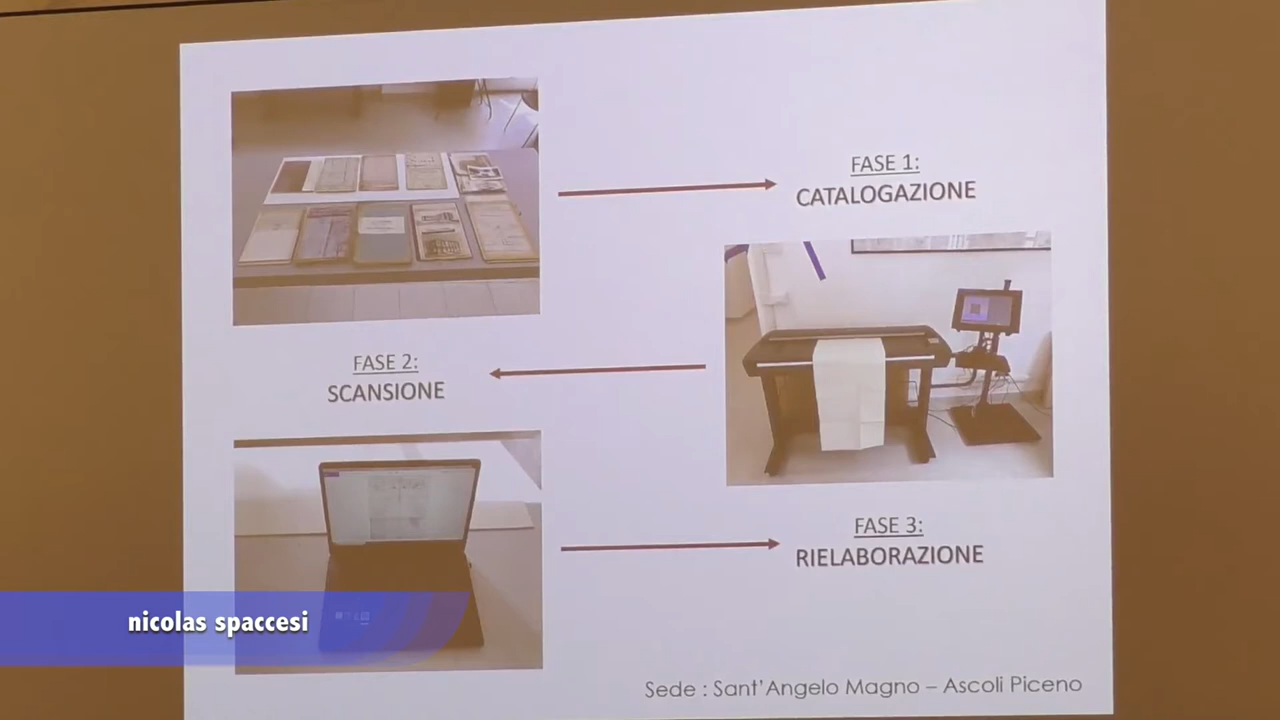 FASE 1:
CATALOGAZIONE
FASE 2:
SCANSIONE
FASE 3:
RIELABORAZIONE
nicolas spaccesi
Sede : Sant'Angelo Magno – Ascoli Piceno